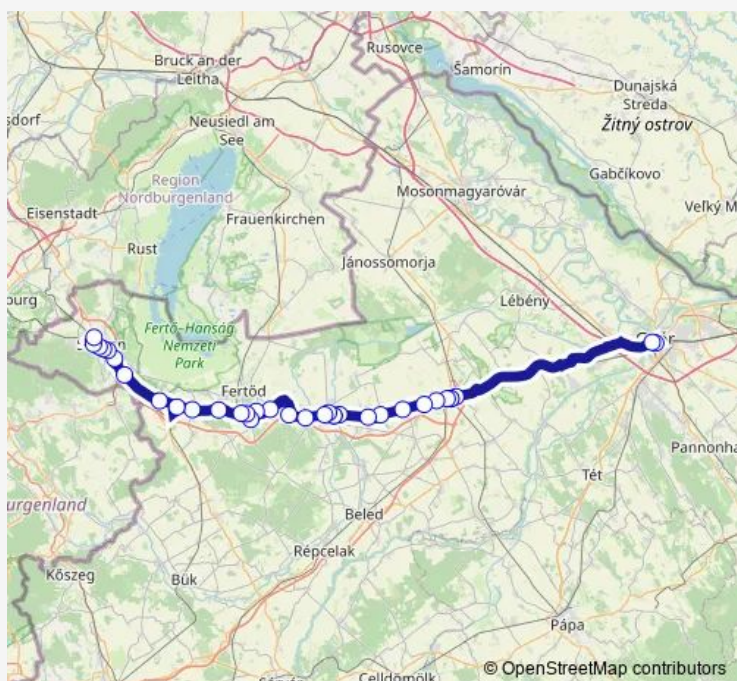 Rusovce
Bruck an der
Leitha
Šamorín
Dunajská
Streda
sdorf
Neusiedl am
See
Žitný ostrov
Gabčíkovo
Region
Nordburgenland
Mosonmagyaróvár
Eisenstadt
Frauenkirchen
Veľký M
Rust
Jánossomorja
burg
Lébény
Fertő-Hanság
Nemzeti
Park
Fertőd
Pannonha
Tét
urgenland
Beled
Répcelak
Kőszeg
Bük
Pápa
Celldömölk
© OpenStreetMap contributors